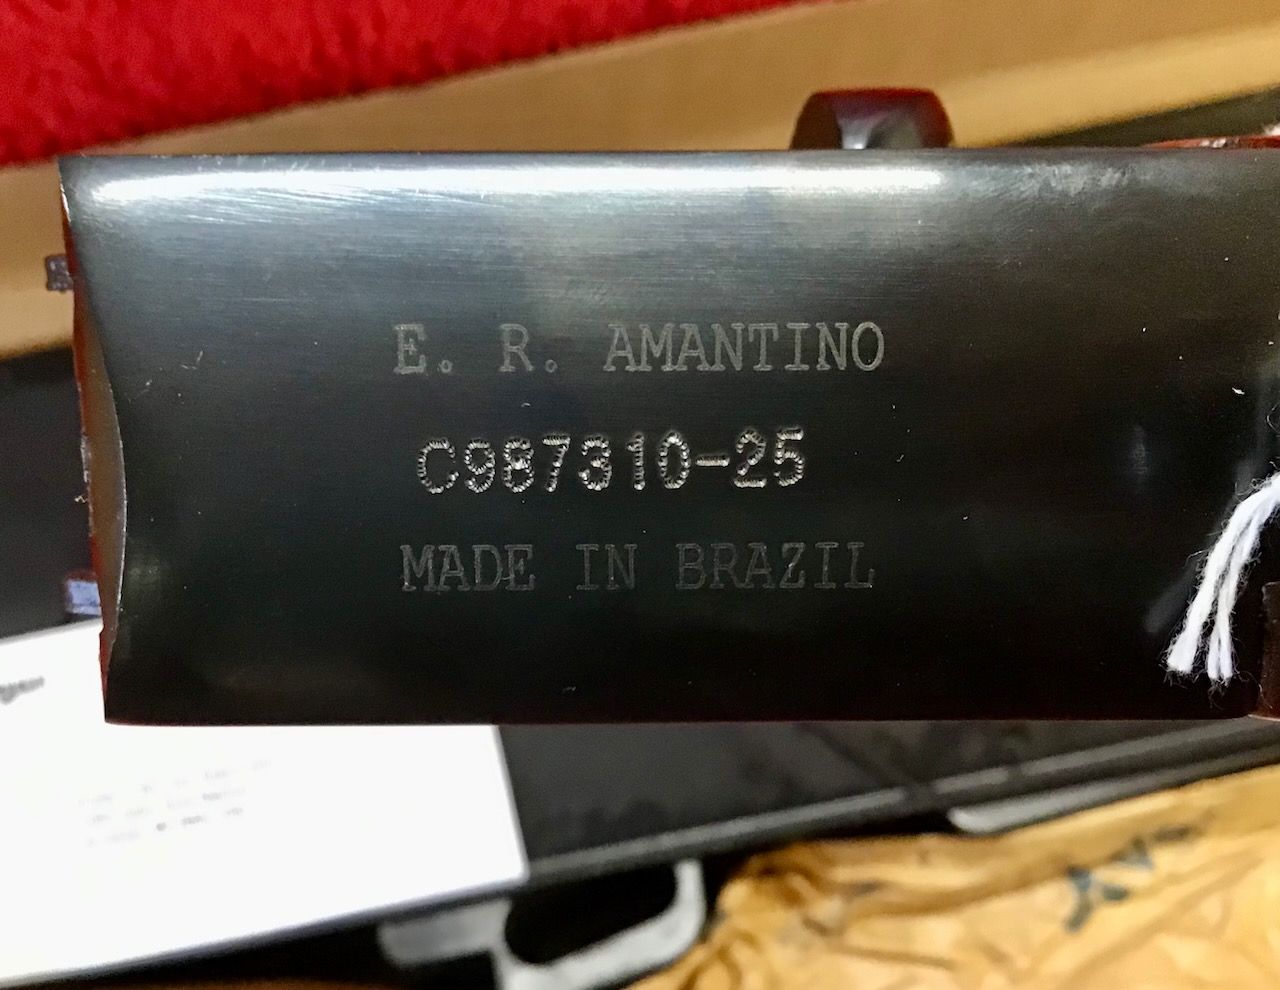 E. R. AMANTINO
C987310-25
MADE IN BRAZIL